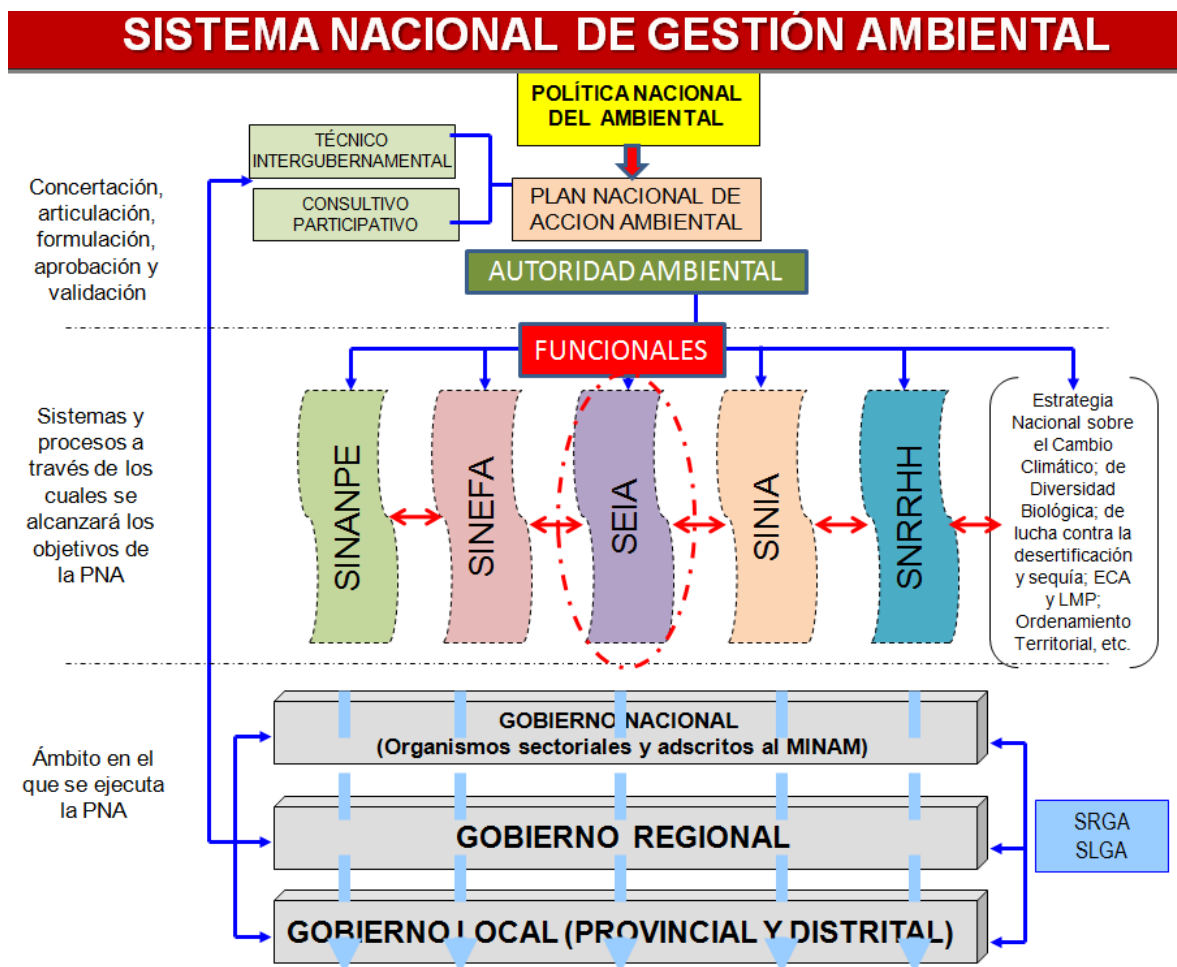 SISTEMA NACIONAL DE GESTIÓN AMBIENTAL
POLÍTICA NACIONAL
DEL AMBIENTAL
TÉCNICO
INTERGUBERNAMENTAL
CONSULTIVO
PARTICIPATIVO
PLAN NACIONAL DE
ACCION AMBIENTAL
Concertación,
articulación,
formulación,
aprobación y
validación
AUTORIDAD AMBIENTAL
FUNCIONALES
Sistemas y
procesos a
través de los
cuales se
alcanzará los
objetivos de
la PNA
SINANPE
SINEFA
SEIA
SINIA
SNRRHH
Estrategia
Nacional sobre
el Cambio
Climático; de
Diversidad
Biológica; de
lucha contra la
desertificación
y sequía; ECA
y LMP;
Ordenamiento
Territorial, etc.
Ámbito en el
que se ejecuta
la PNA
GOBIERNO NACIONAL
(Organismos sectoriales y adscritos al MINAM)
GOBIERNO REGIONAL
GOBIERNO LOCAL (PROVINCIAL Y DISTRITAL)
SRGA
SLGA